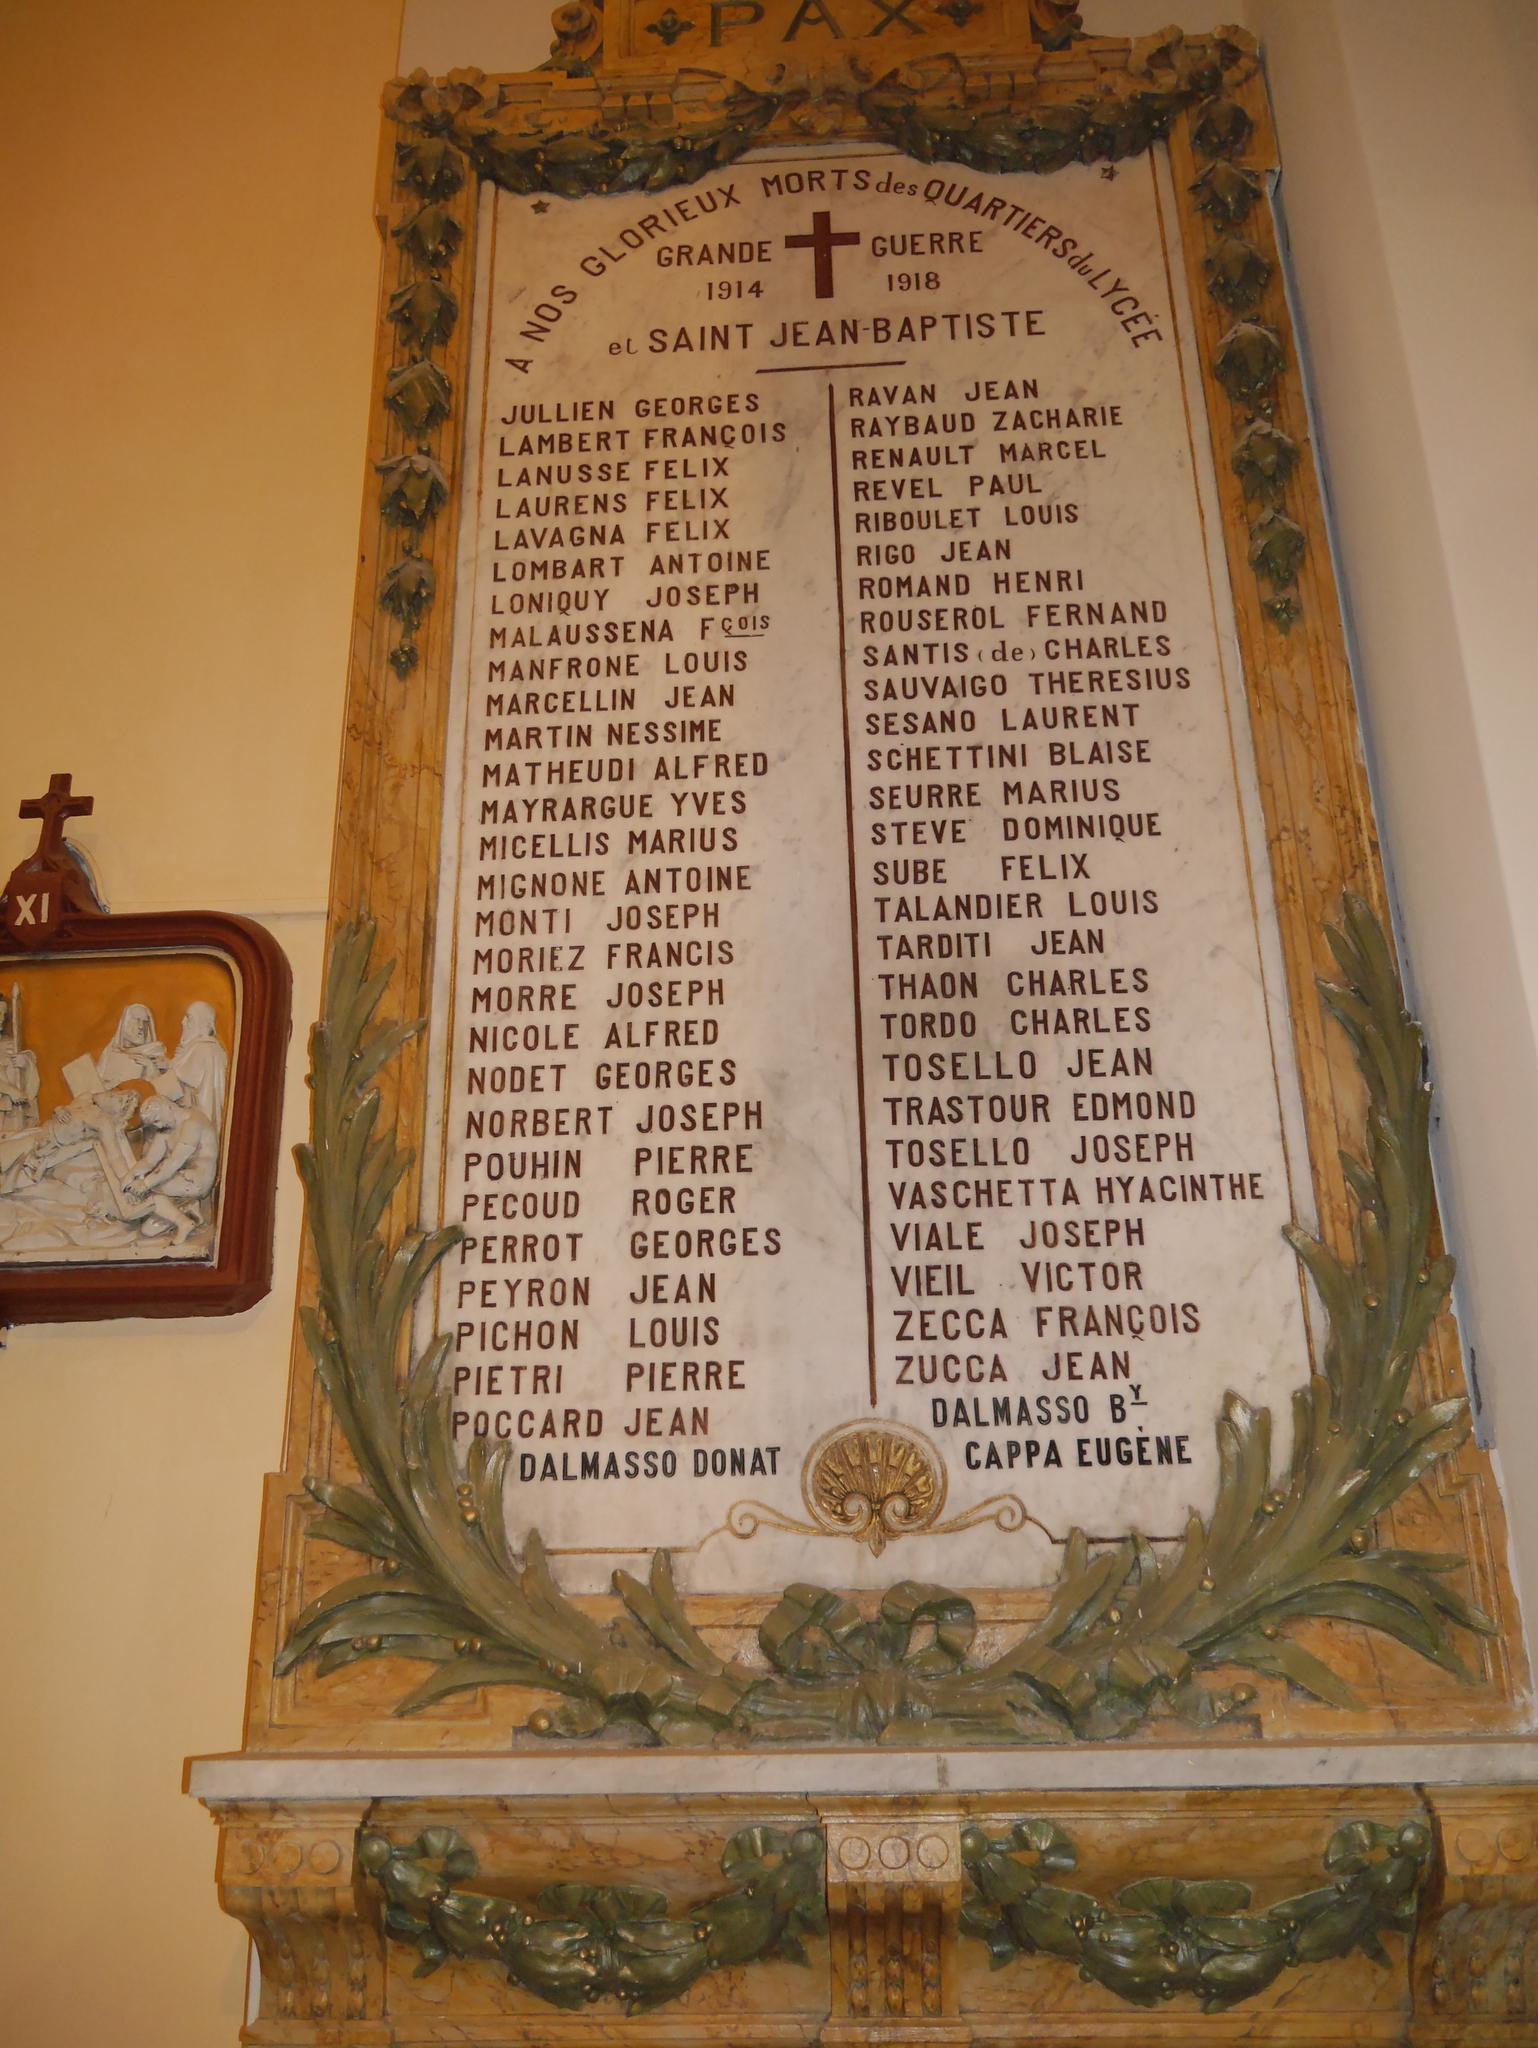 PAX
A NOS GLORIEUX MORTS des QUARTIERS du LYCÉE
GRANDE GUERRE
1914 1918
et SAINT JEAN-BAPTISTE
JULLIEN GEORGES
LAMBERT FRANÇOIS
LANUSSE FELIX
LAURENS FELIX
LAVAGNA FELIX
LOMBART ANTOINE
LONIQUY JOSEPH
MALAUSSENA FÇOIS
MANFRONE LOUIS
MARCELLIN JEAN
MARTIN NESSIME
MATHEUDI ALFRED
MAYRARGUE YVES
MICELLIS MARIUS
MIGNONE ANTOINE
MONTI JOSEPH
MORIEZ FRANCIS
MORRE JOSEPH
NICOLE ALFRED
NODET GEORGES
NORBERT JOSEPH
POUHIN PIERRE
PECOUD ROGER
PERROT GEORGES
PEYRON JEAN
PICHON LOUIS
PIETRI PIERRE
POCCARD JEAN
DALMASSO DONAT
RAVAN JEAN
RAYBAUD ZACHARIE
RENAULT MARCEL
REVEL PAUL
RIBOULET LOUIS
RIGO JEAN
ROMAND HENRI
ROUSEROL FERNAND
SANTIS (de) CHARLES
SAUVAIGO THERESIUS
SESANO LAURENT
SCHETTINI BLAISE
SEURRE MARIUS
STEVE DOMINIQUE
SUBE FELIX
TALANDIER LOUIS
TARDITI JEAN
THAON CHARLES
TORDO CHARLES
TOSELLO JEAN
TRASTOUR EDMOND
TOSELLO JOSEPH
VASCHETTA HYACINTHE
VIALE JOSEPH
VIEIL VICTOR
ZECCA FRANÇOIS
ZUCCA JEAN
DALMASSO BY
CAPPA EUGÈNE
XI